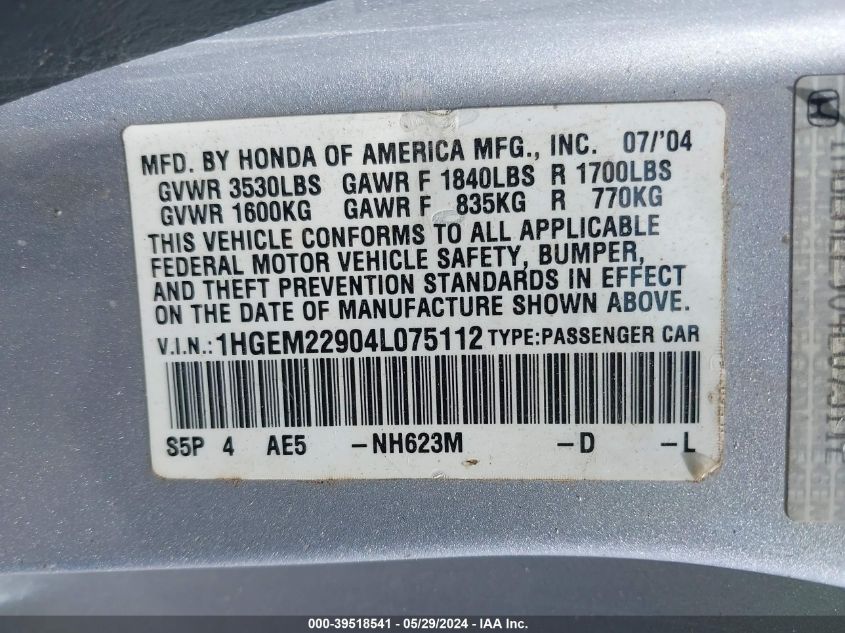 MFD. BY HONDA OF AMERICA MFG., INC. 07/'04
GVWR 3530LBS GAWR F 1840LBS R 1700LBS
GVWR 1600KG GAWR F 835KG R 770KG
THIS VEHICLE CONFORMS TO ALL APPLICABLE
FEDERAL MOTOR VEHICLE SAFETY, BUMPER,
AND THEFT PREVENTION STANDARDS IN EFFECT
ON THE DATE OF MANUFACTURE SHOWN ABOVE.
V.I.N.: 1HGEM22904L075112 TYPE:PASSENGER CAR
S5P 4 AE5 -NH623M -D -L
000-39518541 - 05/29/2024 - IAA Inc.